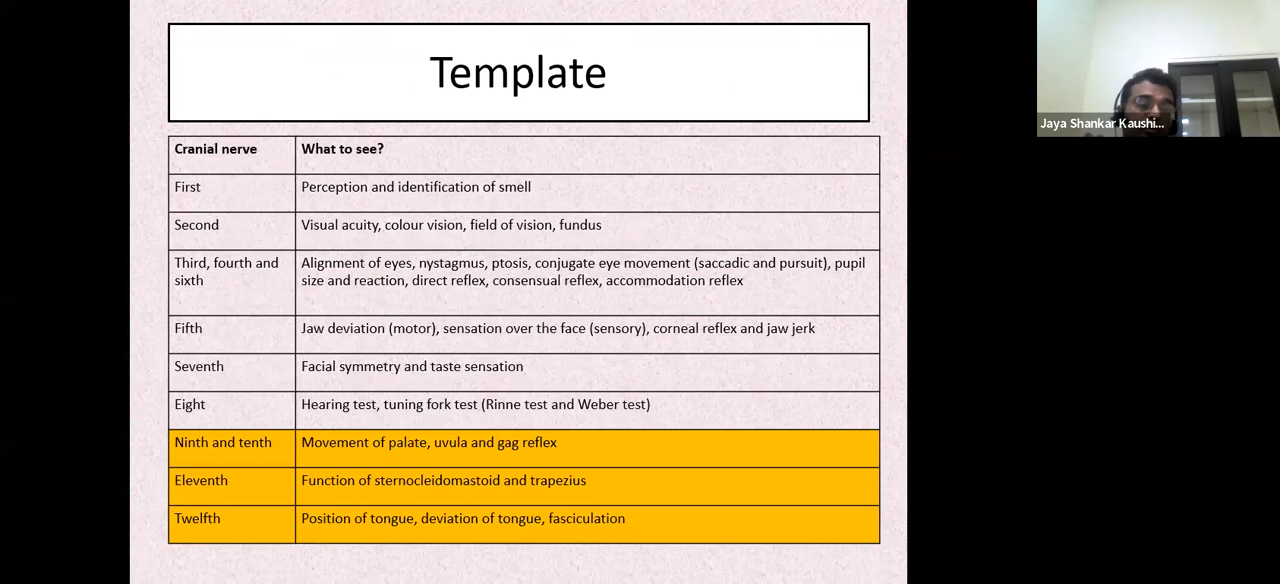 Template
Cranial nerve What to see?
First Perception and identification of smell
Second Visual acuity, colour vision, field of vision, fundus
Third, fourth and sixth Alignment of eyes, nystagmus, ptosis, conjugate eye movement (saccadic and pursuit), pupil
size and reaction, direct reflex, consensual reflex, accommodation reflex
Fifth Jaw deviation (motor), sensation over the face (sensory), corneal reflex and jaw jerk
Seventh Facial symmetry and taste sensation
Eight Hearing test, tuning fork test (Rinne test and Weber test)
Ninth and tenth Movement of palate, uvula and gag reflex
Eleventh Function of sternocleidomastoid and trapezius
Twelfth Position of tongue, deviation of tongue, fasciculation
Jaya Shankar Kaushi...